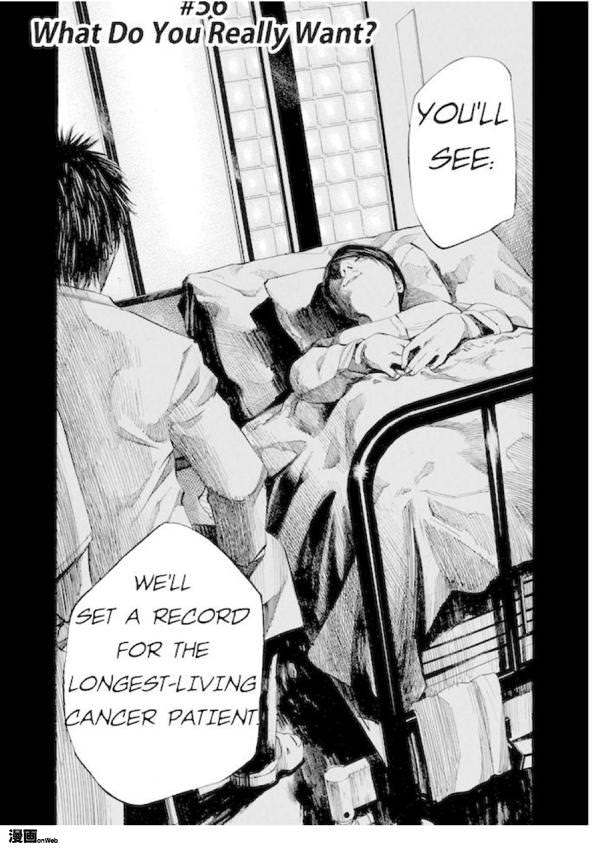 #56
What Do You Really Want?
YOU'LL
SEE:
WE'LL
SET A RECORD
FOR THE
LONGEST-LIVING
CANCER PATIENT.
漫画onWeb